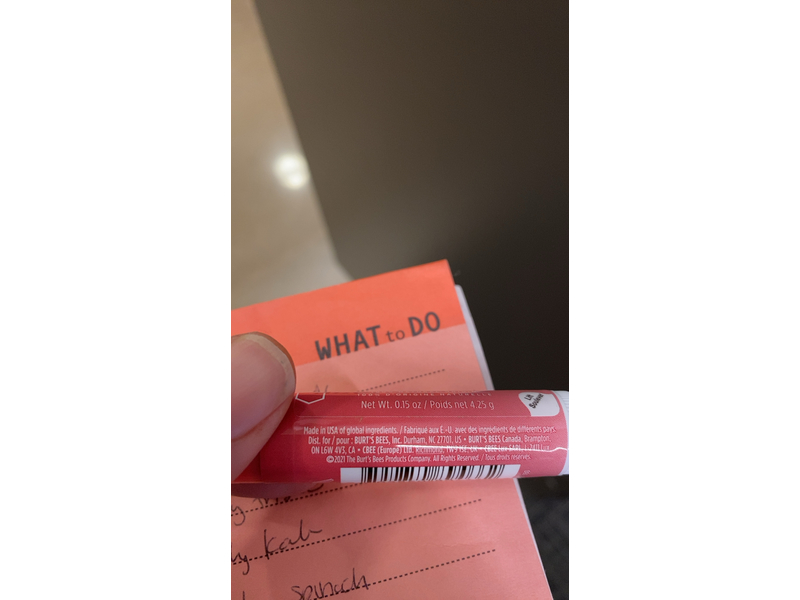 WHAT to DO
Net Wt. 0.15 oz / Poids net 4.25 g
Lift
Made in USA of global ingredients. / Fabriqué aux É.-U. avec des ingrédients de différents pays.
Dist. for / pour : BURT'S BEES, Inc. Durham, NC 27701, US • BURT'S BEES Canada, Brampton,
ON L6W 4V3, CA • CBEE (Europe) Ltd. Richmond,
©2021 The Burt's Bees Products Company. All Rights Reserved. / Tous droits réservés
spinach